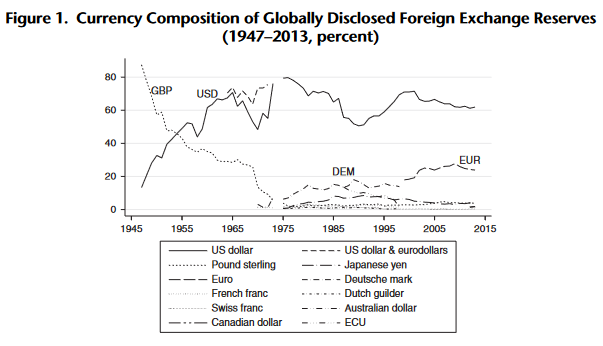 Figure 1. Currency Composition of Globally Disclosed Foreign Exchange Reserves
(1947–2013, percent)
80
60
40
20
0
GBP
USD
DEM
EUR
1945 1955 1965 1975 1985 1995 2005 2015
US dollar US dollar & eurodollars
Pound sterling Japanese yen
Euro Deutsche mark
French franc Dutch guilder
Swiss franc Australian dollar
Canadian dollar ECU